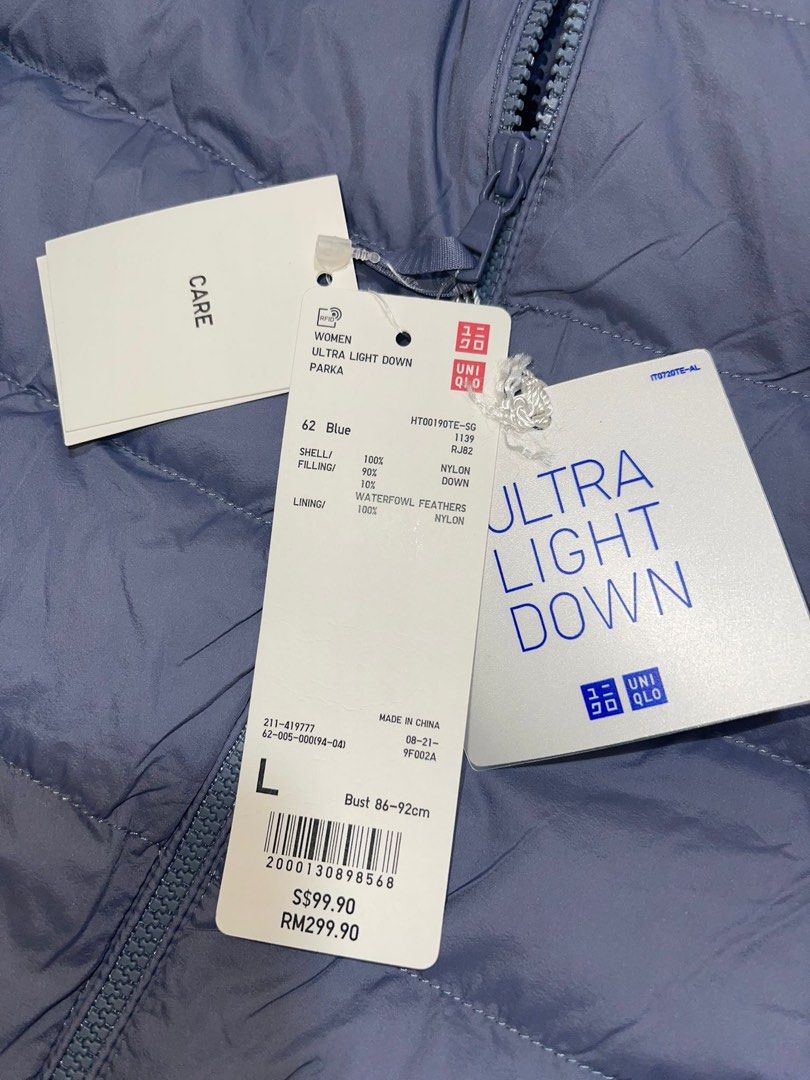 CARE
RFID
WOMEN
ULTRA LIGHT DOWN
PARKA
ユニ
クロ
UNI
QLO
62 Blue
HT00190TE-SG
1139
RJ82
SHELL/ 100% NYLON
FILLING/ 90% DOWN
10% WATERFOWL FEATHERS
LINING/ 100% NYLON
211-419777
62-005-000(94-04)
MADE IN CHINA
08-21-
9F002A
L
Bust 86-92cm
2000130898568
S$99.90
RM299.90
IT0720TE-AL
ULTRA
LIGHT
DOWN
ユニ
クロ
UNI
QLO